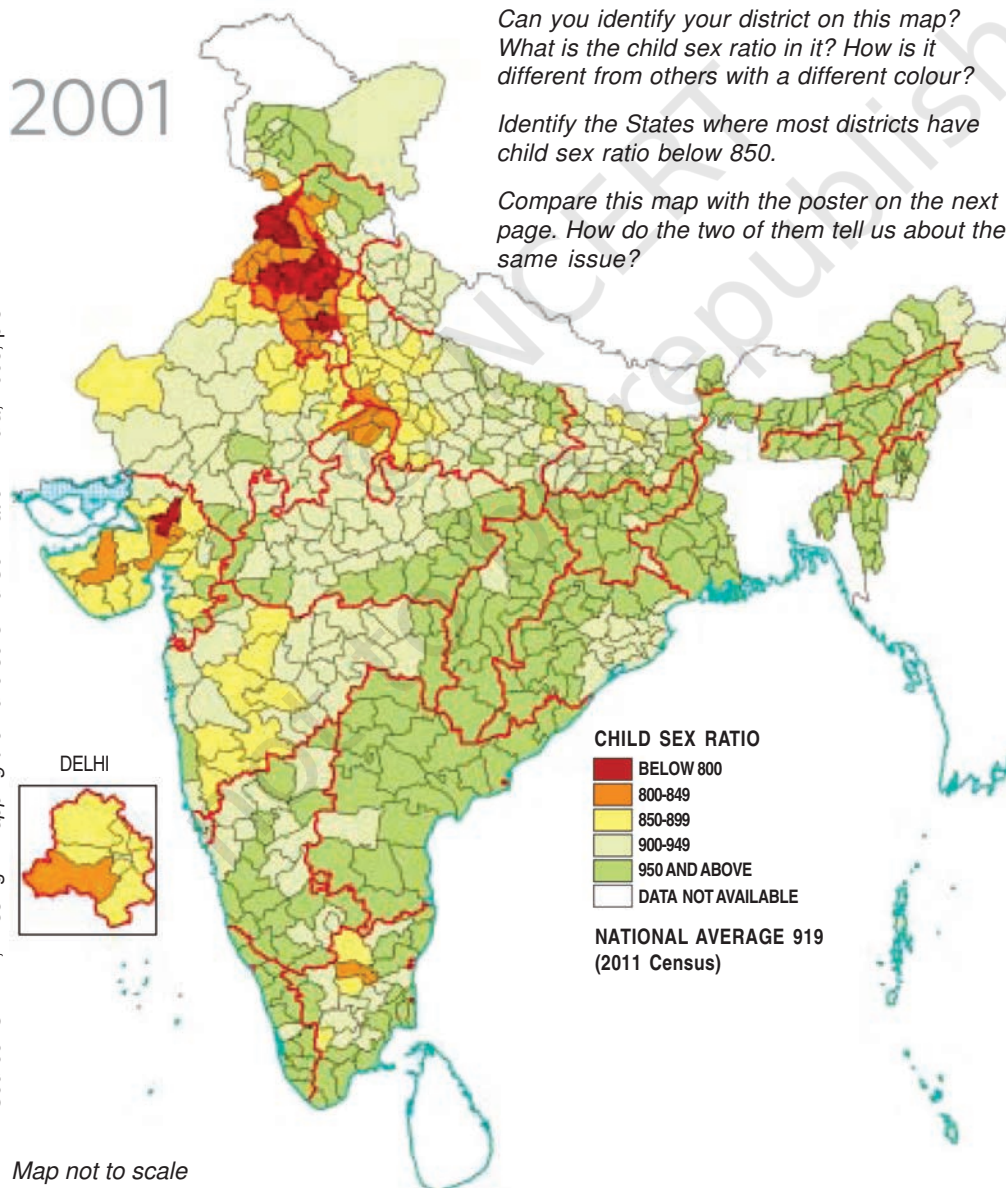 2001
Can you identify your district on this map?
What is the child sex ratio in it? How is it
different from others with a different colour?
Identify the States where most districts have
child sex ratio below 850.
Compare this map with the poster on the next
page. How do the two of them tell us about the
same issue?
DELHI
CHILD SEX RATIO
BELOW 800
800-849
850-899
900-949
950 AND ABOVE
DATA NOT AVAILABLE
NATIONAL AVERAGE 919
(2011 Census)
Map not to scale
NCERT
republish